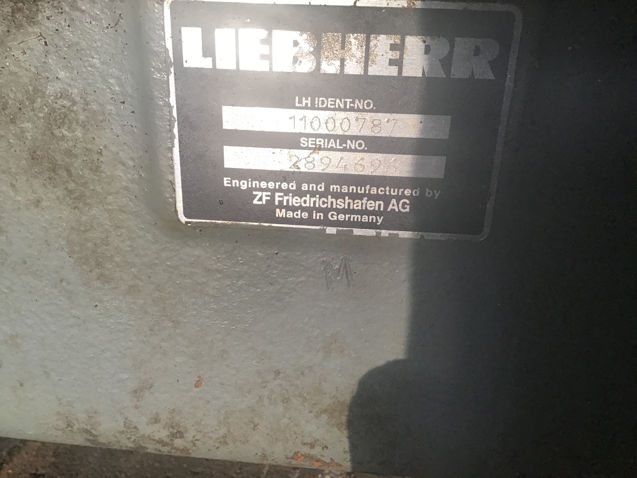 LIEBHERR
LH IDENT-NO.
11000787
SERIAL-NO.
Engineered and manufactured by
ZF Friedrichshafen AG
Made in Germany
M